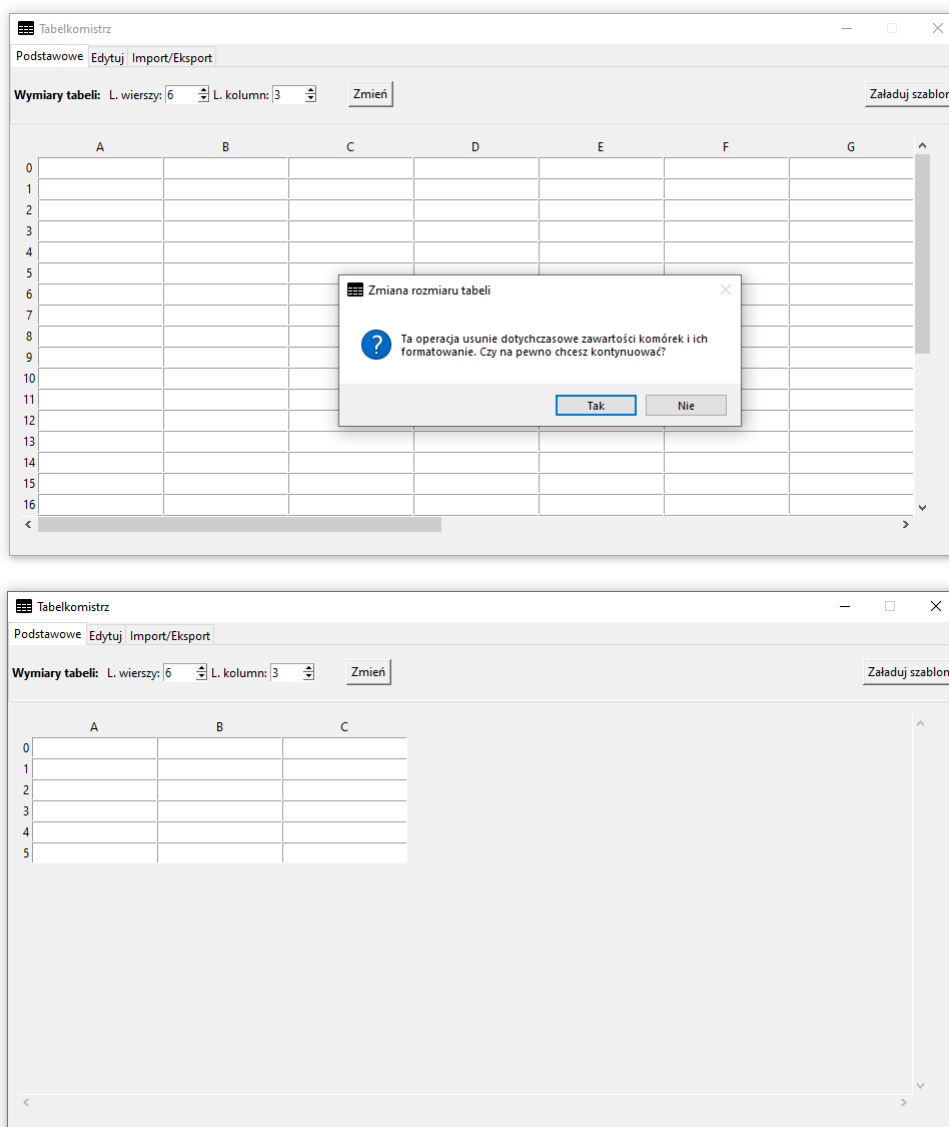 Tabelkomistrz
Podstawowe Edytuj Import/Eksport
Wymiary tabeli: L. wierszy: 6 L. kolumn: 3 Zmień Załaduj szablon
A B C D E F G
0
1
2
3
4
5
6
7
8
9
10
11
12
13
14
15
16
Zmiana rozmiaru tabeli
Ta operacja usunie dotychczasowe zawartości komórek i ich
formatowanie. Czy na pewno chcesz kontynuować?
Tak Nie
Tabelkomistrz
Podstawowe Edytuj Import/Eksport
Wymiary tabeli: L. wierszy: 6 L. kolumn: 3 Zmień Załaduj szablon
A B C
0
1
2
3
4
5